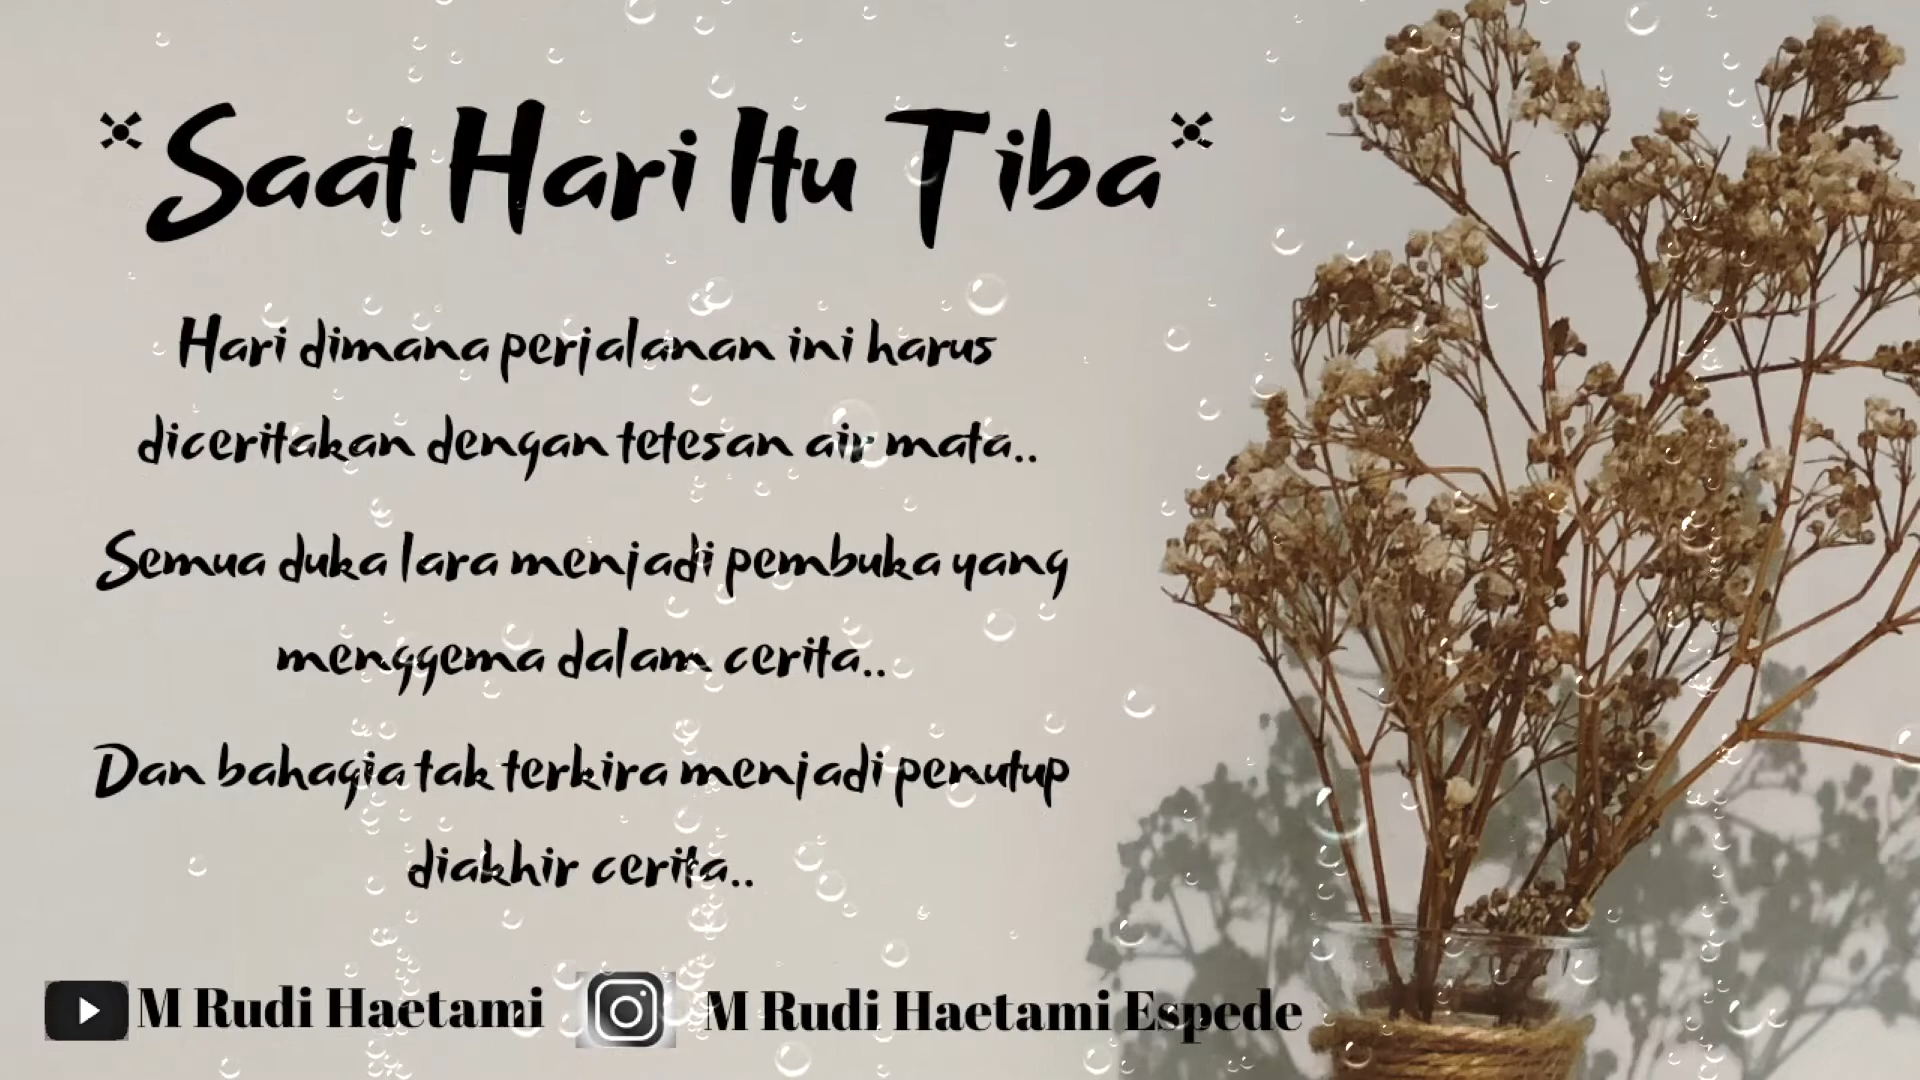 *Saat Hari Itu Tiba*
Hari dimana perjalanan ini harus
diceritakan dengan tetesan air mata..
Semua duka lara menjadi pembuka yang
menggema dalam cerita..
Dan bahagia tak terkira menjadi penutup
diakhir cerita..
M Rudi Haetami M Rudi Haetami Espede